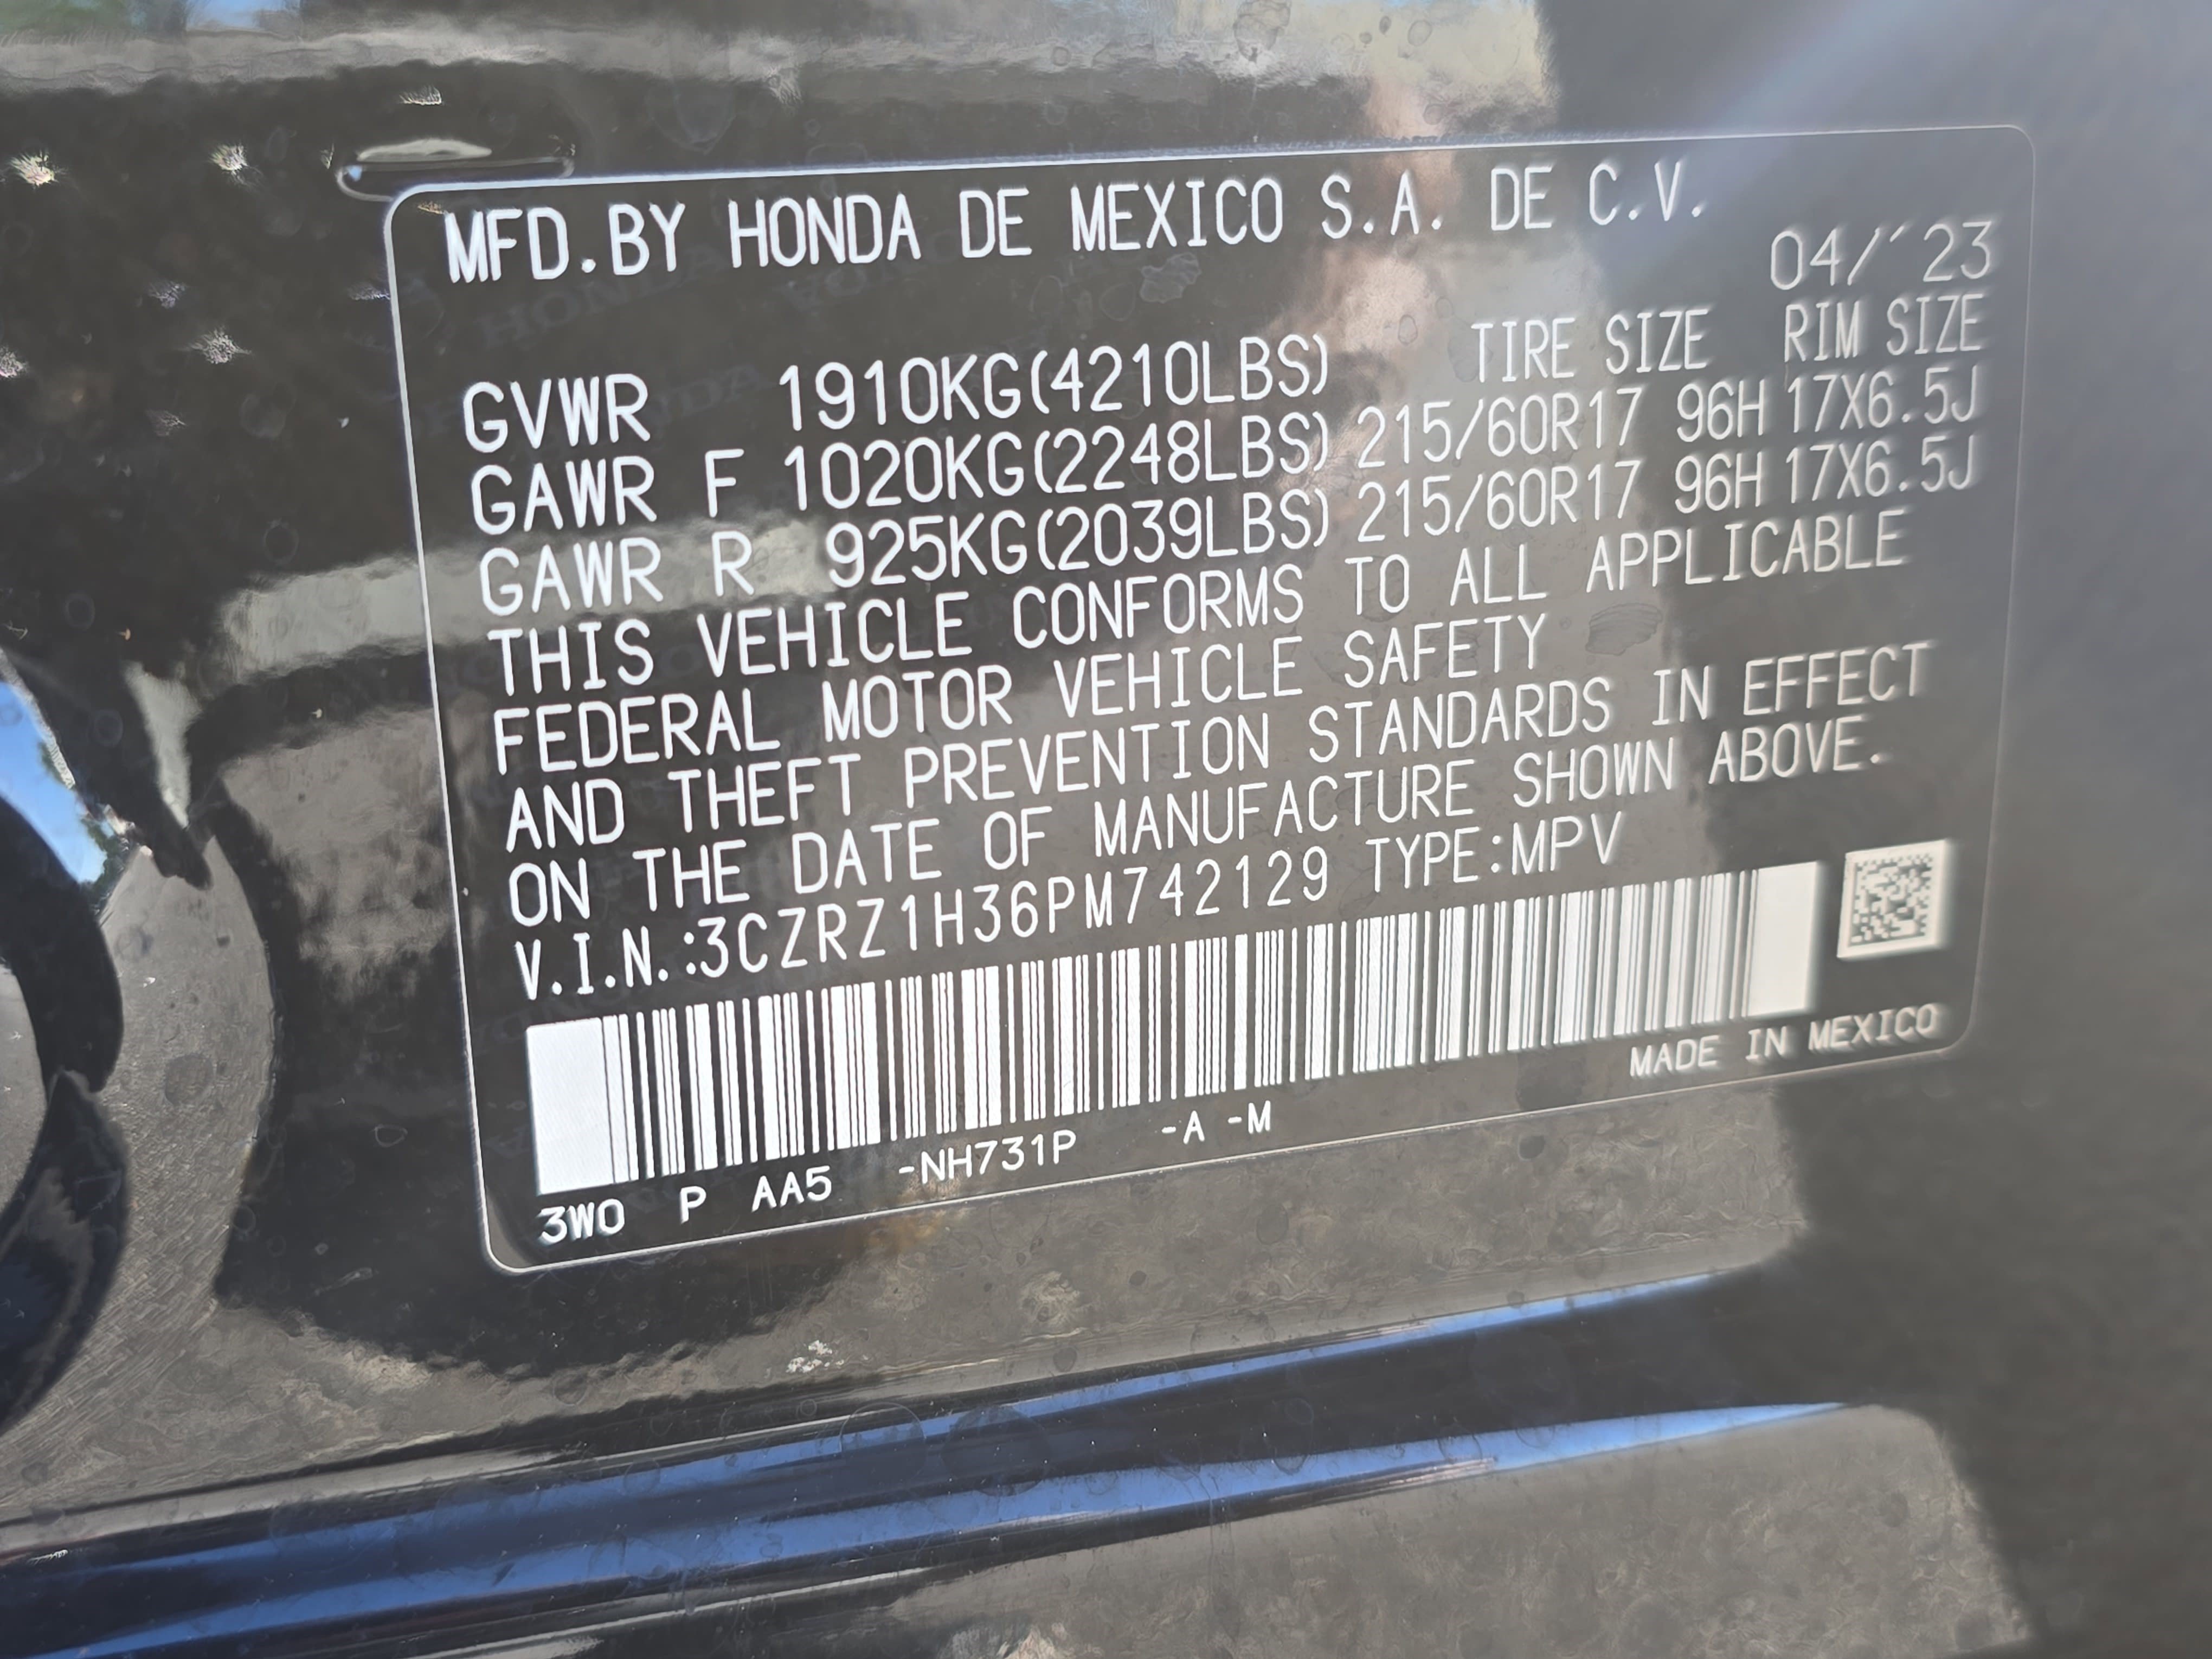 MFD.BY HONDA DE MEXICO S.A. DE C.V.
04/´23
TIRE SIZE RIM SIZE
GVWR 1910KG(4210LBS)
GAWR F 1020KG(2248LBS) 215/60R17 96H 17X6.5J
GAWR R 925KG(2039LBS) 215/60R17 96H 17X6.5J
THIS VEHICLE CONFORMS TO ALL APPLICABLE
FEDERAL MOTOR VEHICLE SAFETY
AND THEFT PREVENTION STANDARDS IN EFFECT
ON THE DATE OF MANUFACTURE SHOWN ABOVE.
V.I.N.:3CZRZ1H36PM742129 TYPE:MPV
MADE IN MEXICO
3W0 P AA5 -NH731P -A -M